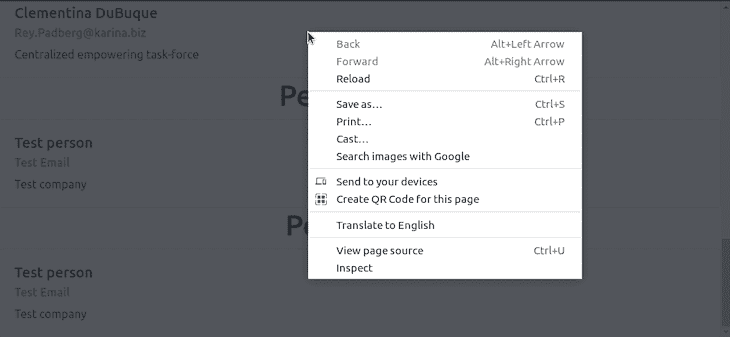 Clementina DuBuque
Rey.Padberg@karina.biz
Centralized empowering task-force
Pe
Test person
Test Email
Test company
Pe
Test person
Test Email
Test company
Back Alt+Left Arrow
Forward Alt+Right Arrow
Reload Ctrl+R
Save as… Ctrl+S
Print… Ctrl+P
Cast…
Search images with Google
Send to your devices
Create QR Code for this page
Translate to English
View page source Ctrl+U
Inspect